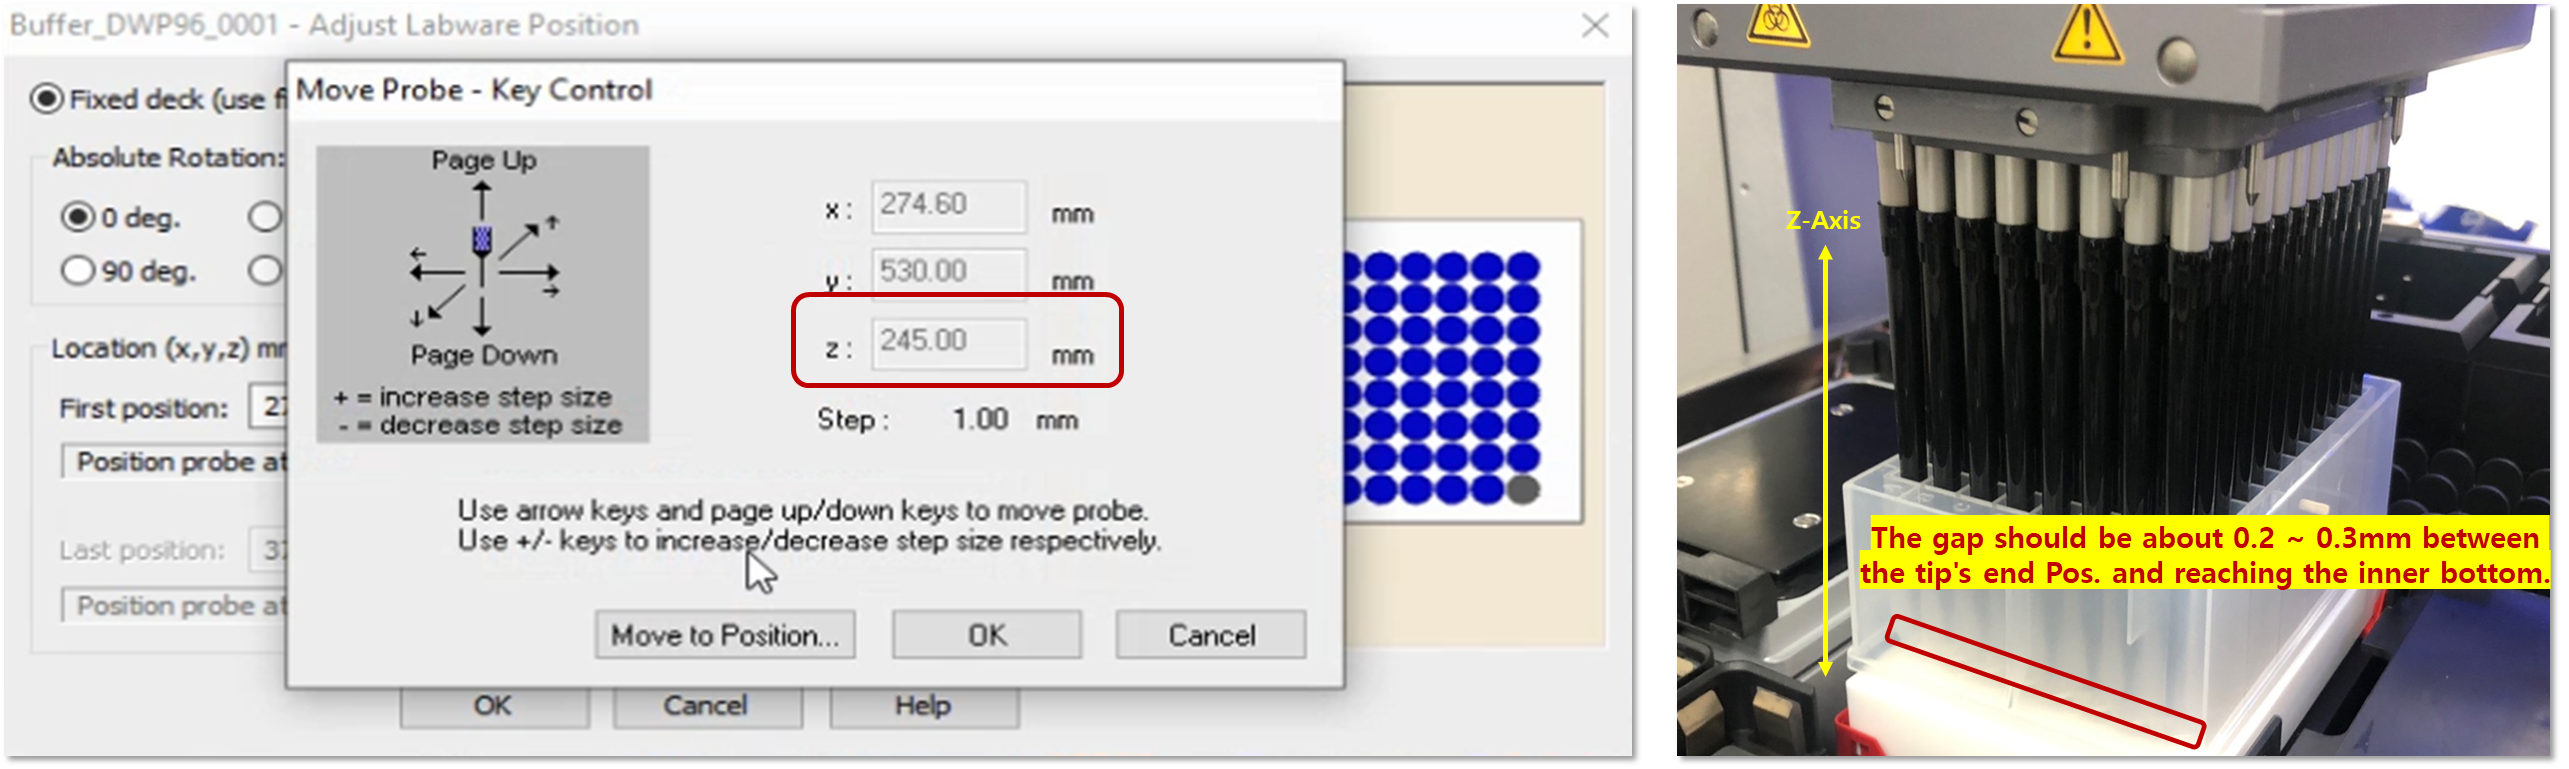 Buffer_DWP96_0001 - Adjust Labware Position
Fixed deck (use
Absolute Rotation:
0 deg.
90 deg.
Location (x,y,z)
First position:
Position probe at
Last position:
Position probe at
OK
Cancel
Help
Move Probe - Key Control
Page Up
Page Down
+ = increase step size
- = decrease step size
x : 274.60 mm
y : 530.00 mm
z : 245.00 mm
Step : 1.00 mm
Use arrow keys and page up/down keys to move probe.
Use +/- keys to increase/decrease step size respectively.
Move to Position...
OK
Cancel
Z-Axis
The gap should be about 0.2 ~ 0.3mm between
the tip's end Pos. and reaching the inner bottom.